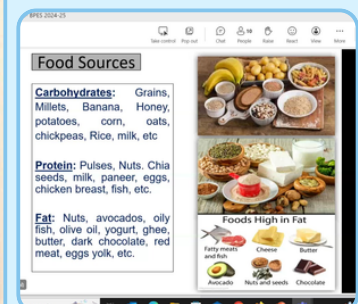 BPES 2024-25
Take control Pop out Chat People Raise React View More
10
Food Sources
Carbohydrates: Grains,
Millets, Banana, Honey,
potatoes, corn, oats,
chickpeas, Rice, milk, etc
Protein: Pulses, Nuts. Chia
seeds, milk, paneer, eggs,
chicken breast, fish, etc.
Fat: Nuts, avocados, oily
fish, olive oil, yogurt, ghee,
butter, dark chocolate, red
meat, eggs yolk, etc.
Foods High in Fat
Fatty meats
and fish
Cheese
Butter
Avocado
Nuts and seeds
Chocolate